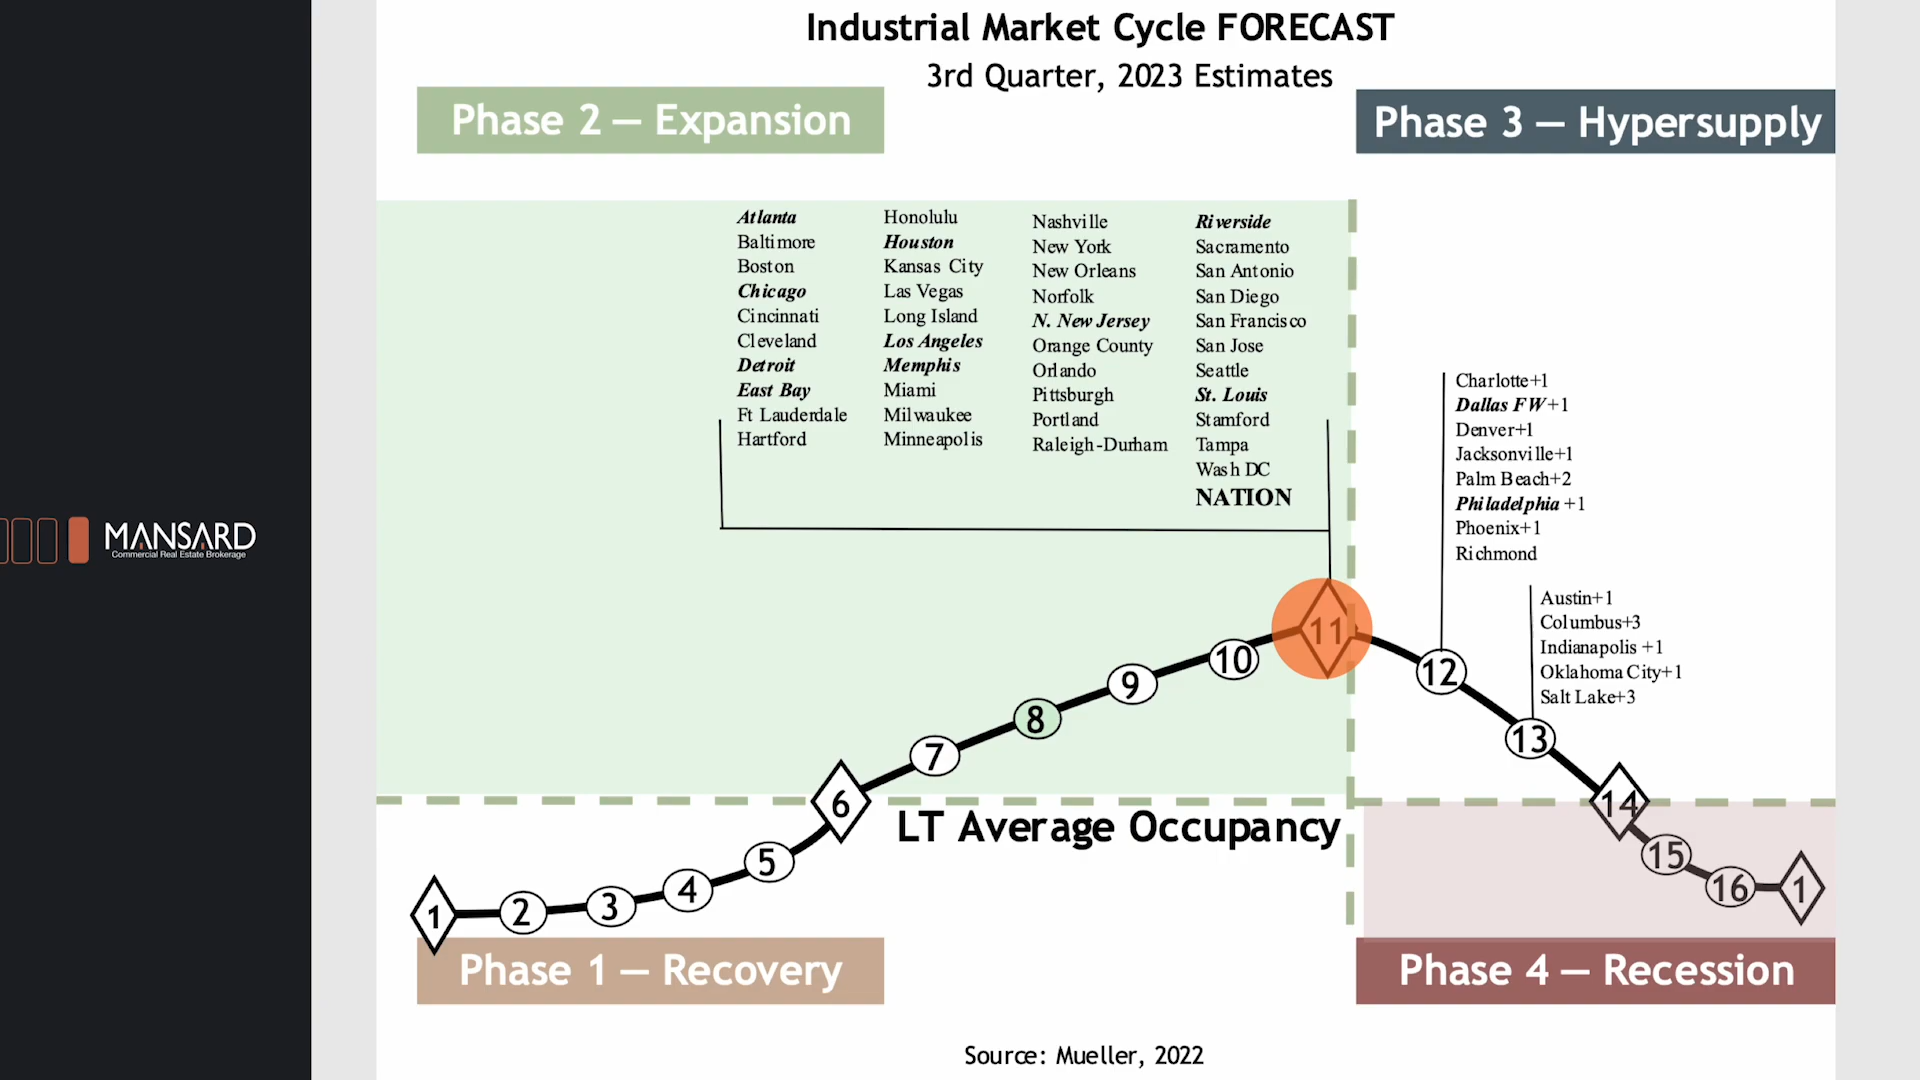 Industrial Market Cycle FORECAST
3rd Quarter, 2023 Estimates
Phase 2 — Expansion
Phase 3 — Hypersupply
Atlanta
Baltimore
Boston
Chicago
Cincinnati
Cleveland
Detroit
East Bay
Ft Lauderdale
Hartford
Honolulu
Houston
Kansas City
Las Vegas
Long Island
Los Angeles
Memphis
Miami
Milwaukee
Minneapolis
Nashville
New York
New Orleans
Norfolk
N. New Jersey
Orange County
Orlando
Pittsburgh
Portland
Raleigh-Durham
Riverside
Sacramento
San Antonio
San Diego
San Francisco
San Jose
Seattle
St. Louis
Stamford
Tampa
Wash DC
NATION
Charlotte+1
Dallas FW+1
Denver+1
Jacksonville+1
Palm Beach+2
Philadelphia +1
Phoenix+1
Richmond
Austin+1
Columbus+3
Indianapolis +1
Oklahoma City+1
Salt Lake+3
MANSARD
Commercial Real Estate Brokerage
1
2
3
4
5
6
7
8
9
10
11
12
13
14
15
16
1
LT Average Occupancy
Phase 1 — Recovery
Phase 4 — Recession
Source: Mueller, 2022